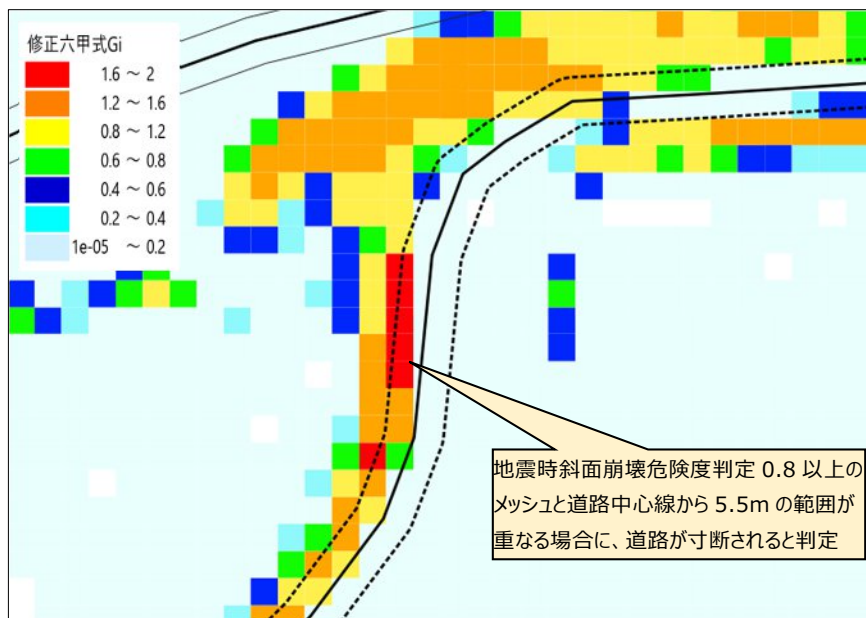 修正六甲式Gi
1.6 ～ 2
1.2 ～ 1.6
0.8 ～ 1.2
0.6 ～ 0.8
0.4 ～ 0.6
0.2 ～ 0.4
1e-05 ～ 0.2
地震時斜面崩壊危険度判定 0.8 以上の
メッシュと道路中心線から 5.5m の範囲が
重なる場合に、道路が寸断されると判定